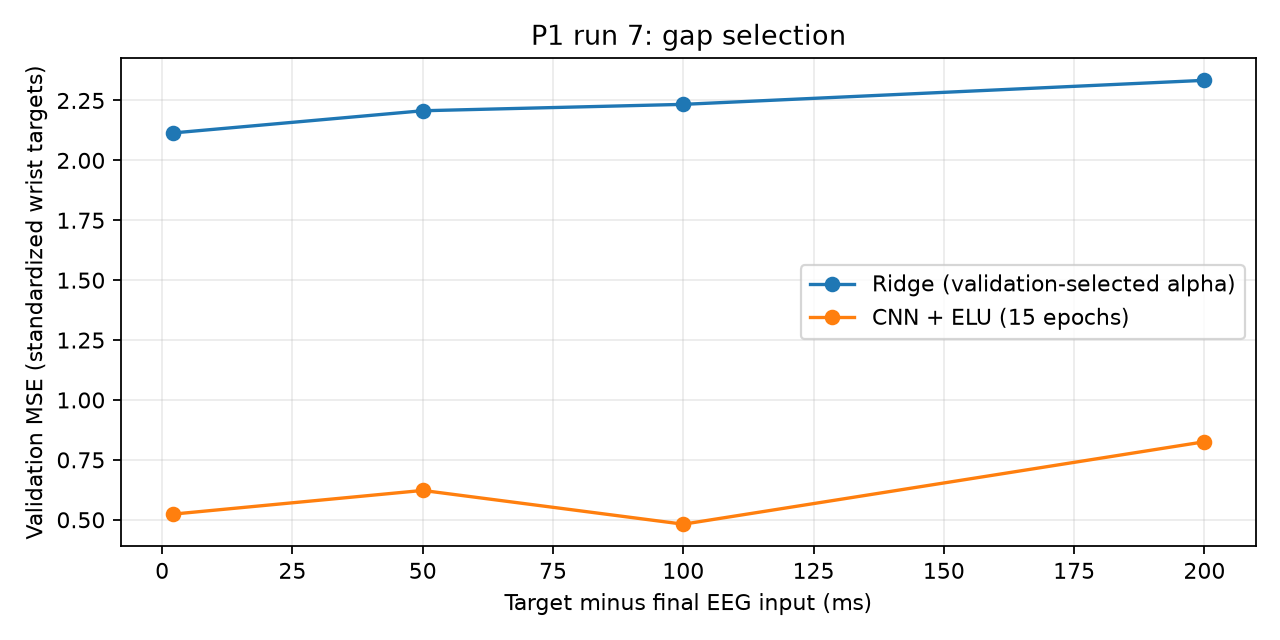 P1 run 7: gap selection
Validation MSE (standardized wrist targets)
2.25
2.00
1.75
1.50
1.25
1.00
0.75
0.50
Ridge (validation-selected alpha)
CNN + ELU (15 epochs)
0 25 50 75 100 125 150 175 200
Target minus final EEG input (ms)